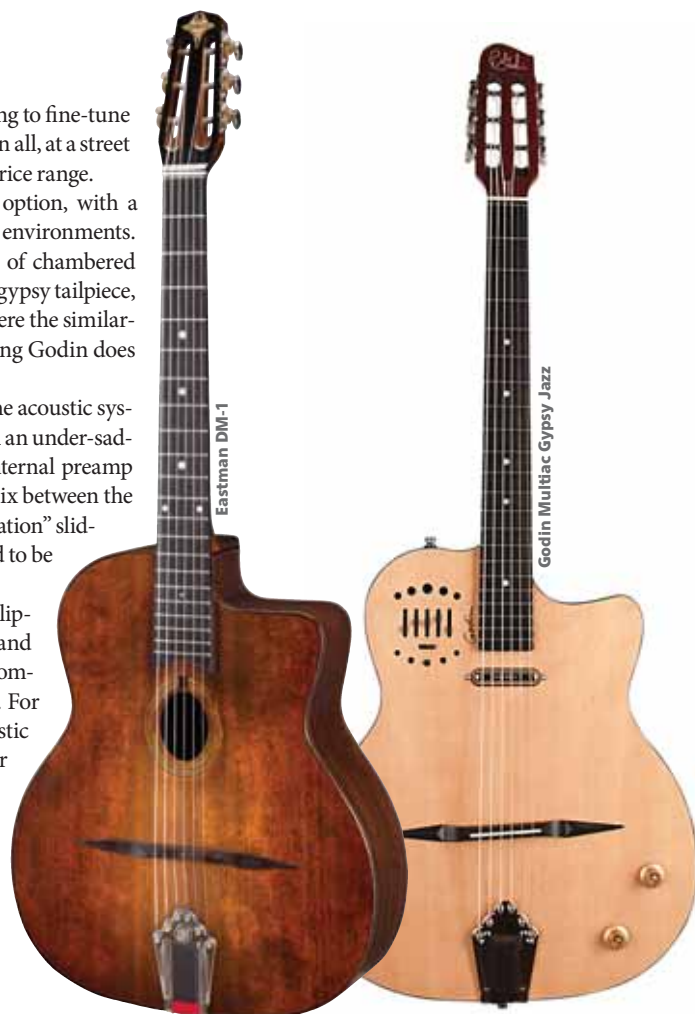 ng to fine-tune
n all, at a street
rice range.
option, with a
environments.
of chambered
gypsy tailpiece,
ere the similar-
ng Godin does
ne acoustic sys-
an under-sad-
ternal preamp
ix between the
ation” slid-
d to be
lip-
and
om-
For
stic
r
Eastman DM-1
Godin Multiac Gypsy Jazz